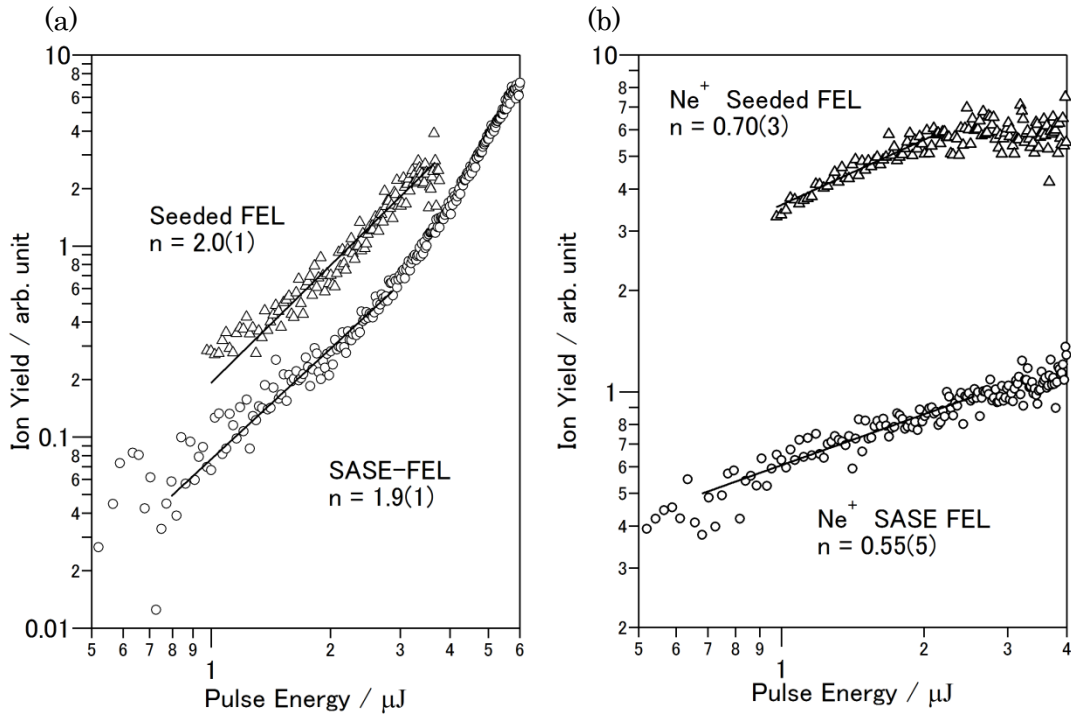 (a)
10
8
6
4
2
1
8
6
4
2
0.1
8
6
4
2
0.01
Ion Yield / arb. unit
Seeded FEL
n = 2.0(1)
SASE-FEL
n = 1.9(1)
5 6 7 8 9 1 2 3 4 5 6
Pulse Energy / μJ
(b)
10
8
7
6
5
4
3
2
1
8
7
6
5
4
3
2
Ion Yield / arb. unit
Ne+ Seeded FEL
n = 0.70(3)
Ne+ SASE FEL
n = 0.55(5)
5 6 7 8 9 1 2 3 4
Pulse Energy / μJ